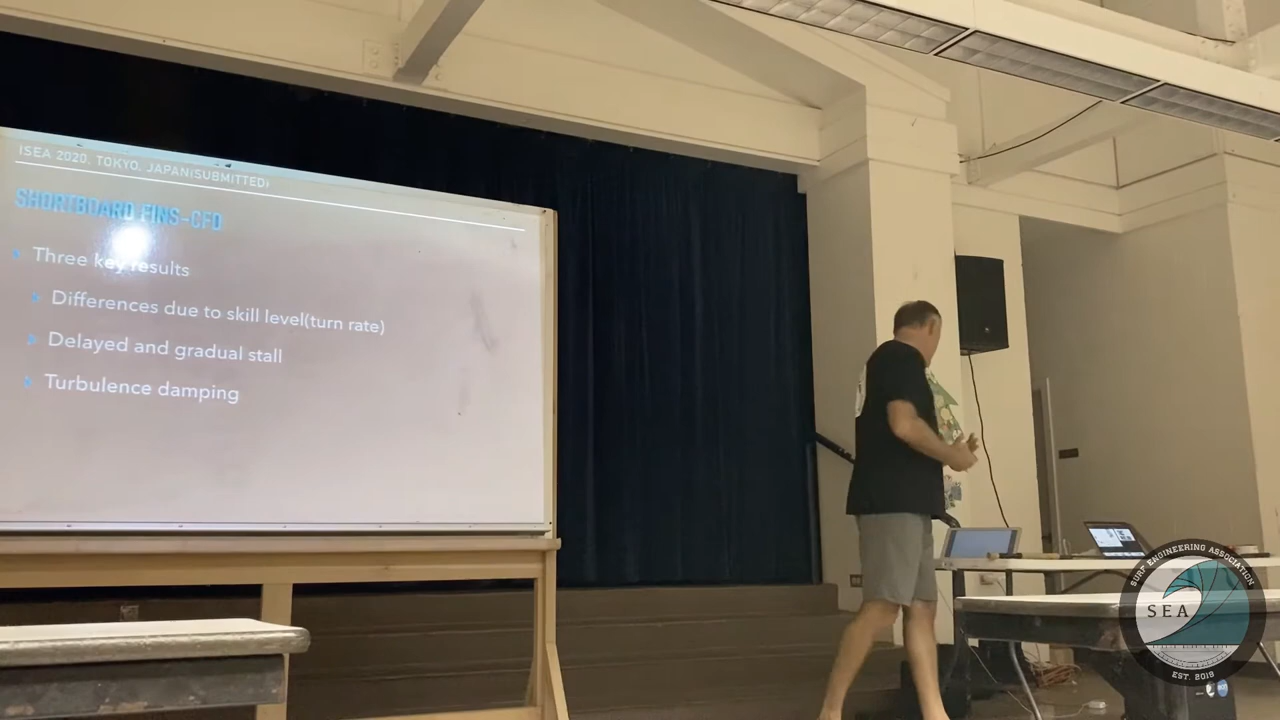 ISEA 2020, TOKYO, JAPAN(SUBMITTED)
SHORTBOARD FINS-CFD
Three key results
Differences due to skill level(turn rate)
Delayed and gradual stall
Turbulence damping
SURF ENGINEERING ASSOCIATION
SEA
EST. 2019